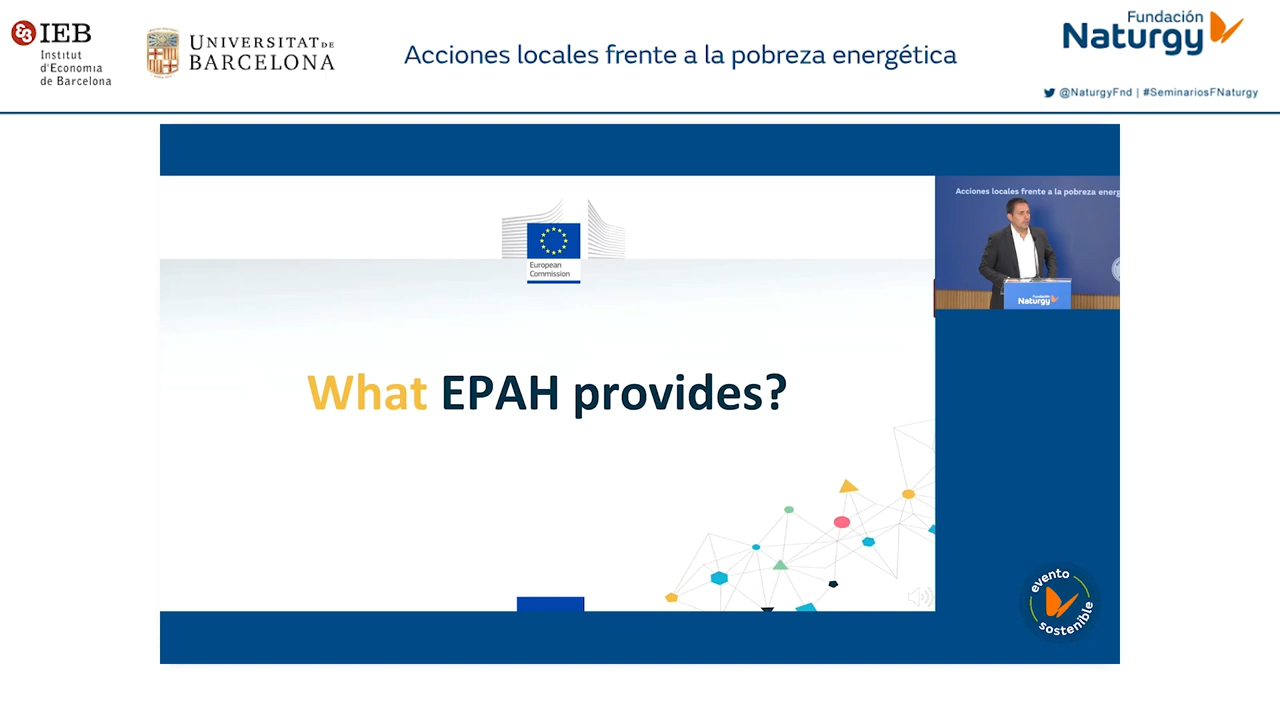 IEB
Institut
d'Economia
de Barcelona
UNIVERSITAT DE
BARCELONA
Acciones locales frente a la pobreza energética
Fundación
Naturgy
@NaturgyFnd | #SeminariosFNaturgy
European
Commission
What EPAH provides?
Acciones locales frente a la pobreza energ
Fundación
Naturgy
evento
sostenible